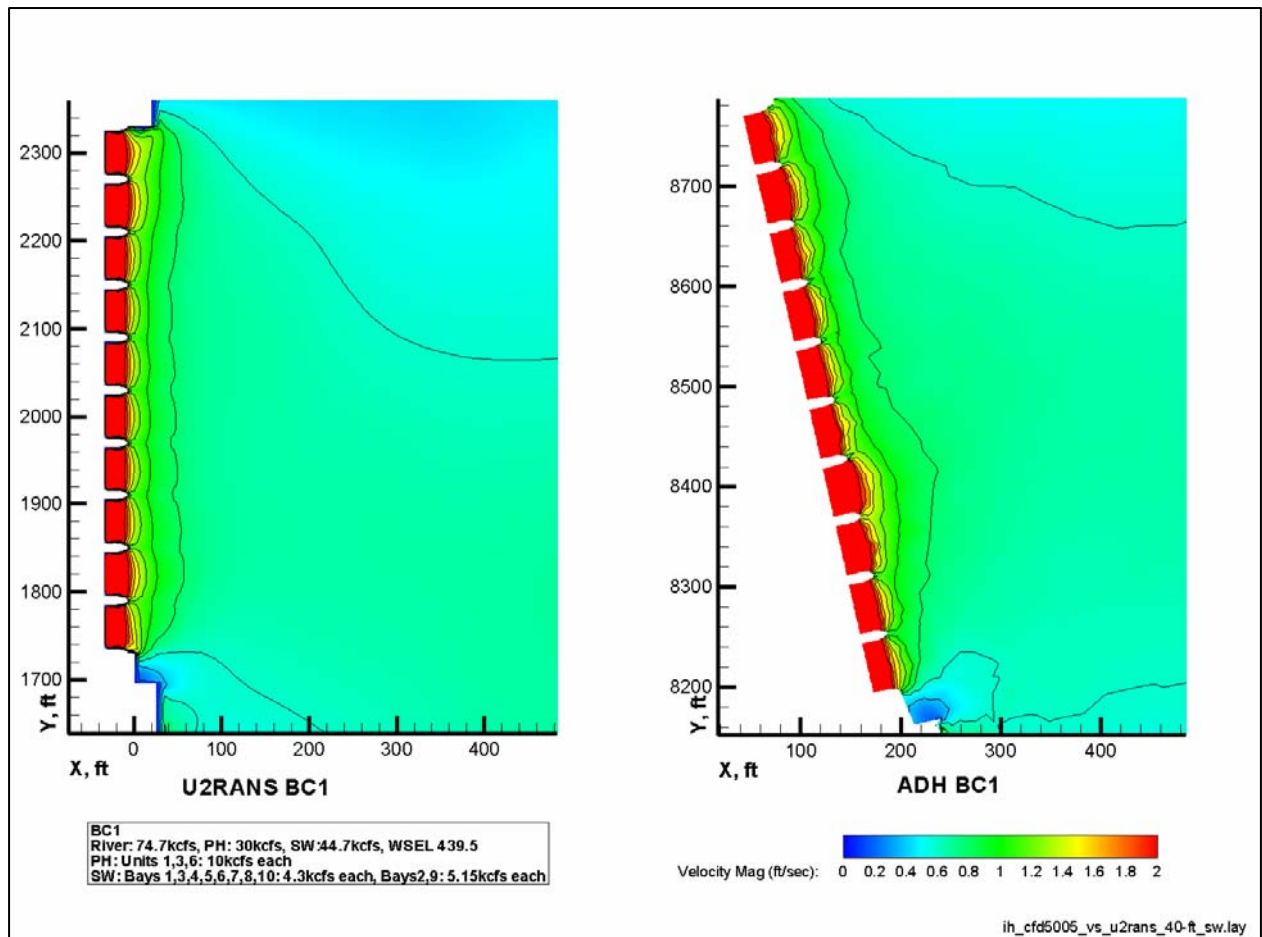 2300
2200
2100
2000
1900
1800
1700
Y, ft
0 100 200 300 400
X, ft
U2RANS BC1
8700
8600
8500
8400
8300
8200
Y, ft
100 200 300 400
X, ft
ADH BC1
BC1
River: 74.7kcfs, PH: 30kcfs, SW:44.7kcfs, WSEL 439.5
PH: Units 1,3,6: 10kcfs each
SW: Bays 1,3,4,5,6,7,8,10: 4.3kcfs each, Bays2,9: 5.15kcfs each
Velocity Mag (ft/sec): 0 0.2 0.4 0.6 0.8 1 1.2 1.4 1.6 1.8 2
ih_cfd5005_vs_u2rans_40-ft_sw.lay